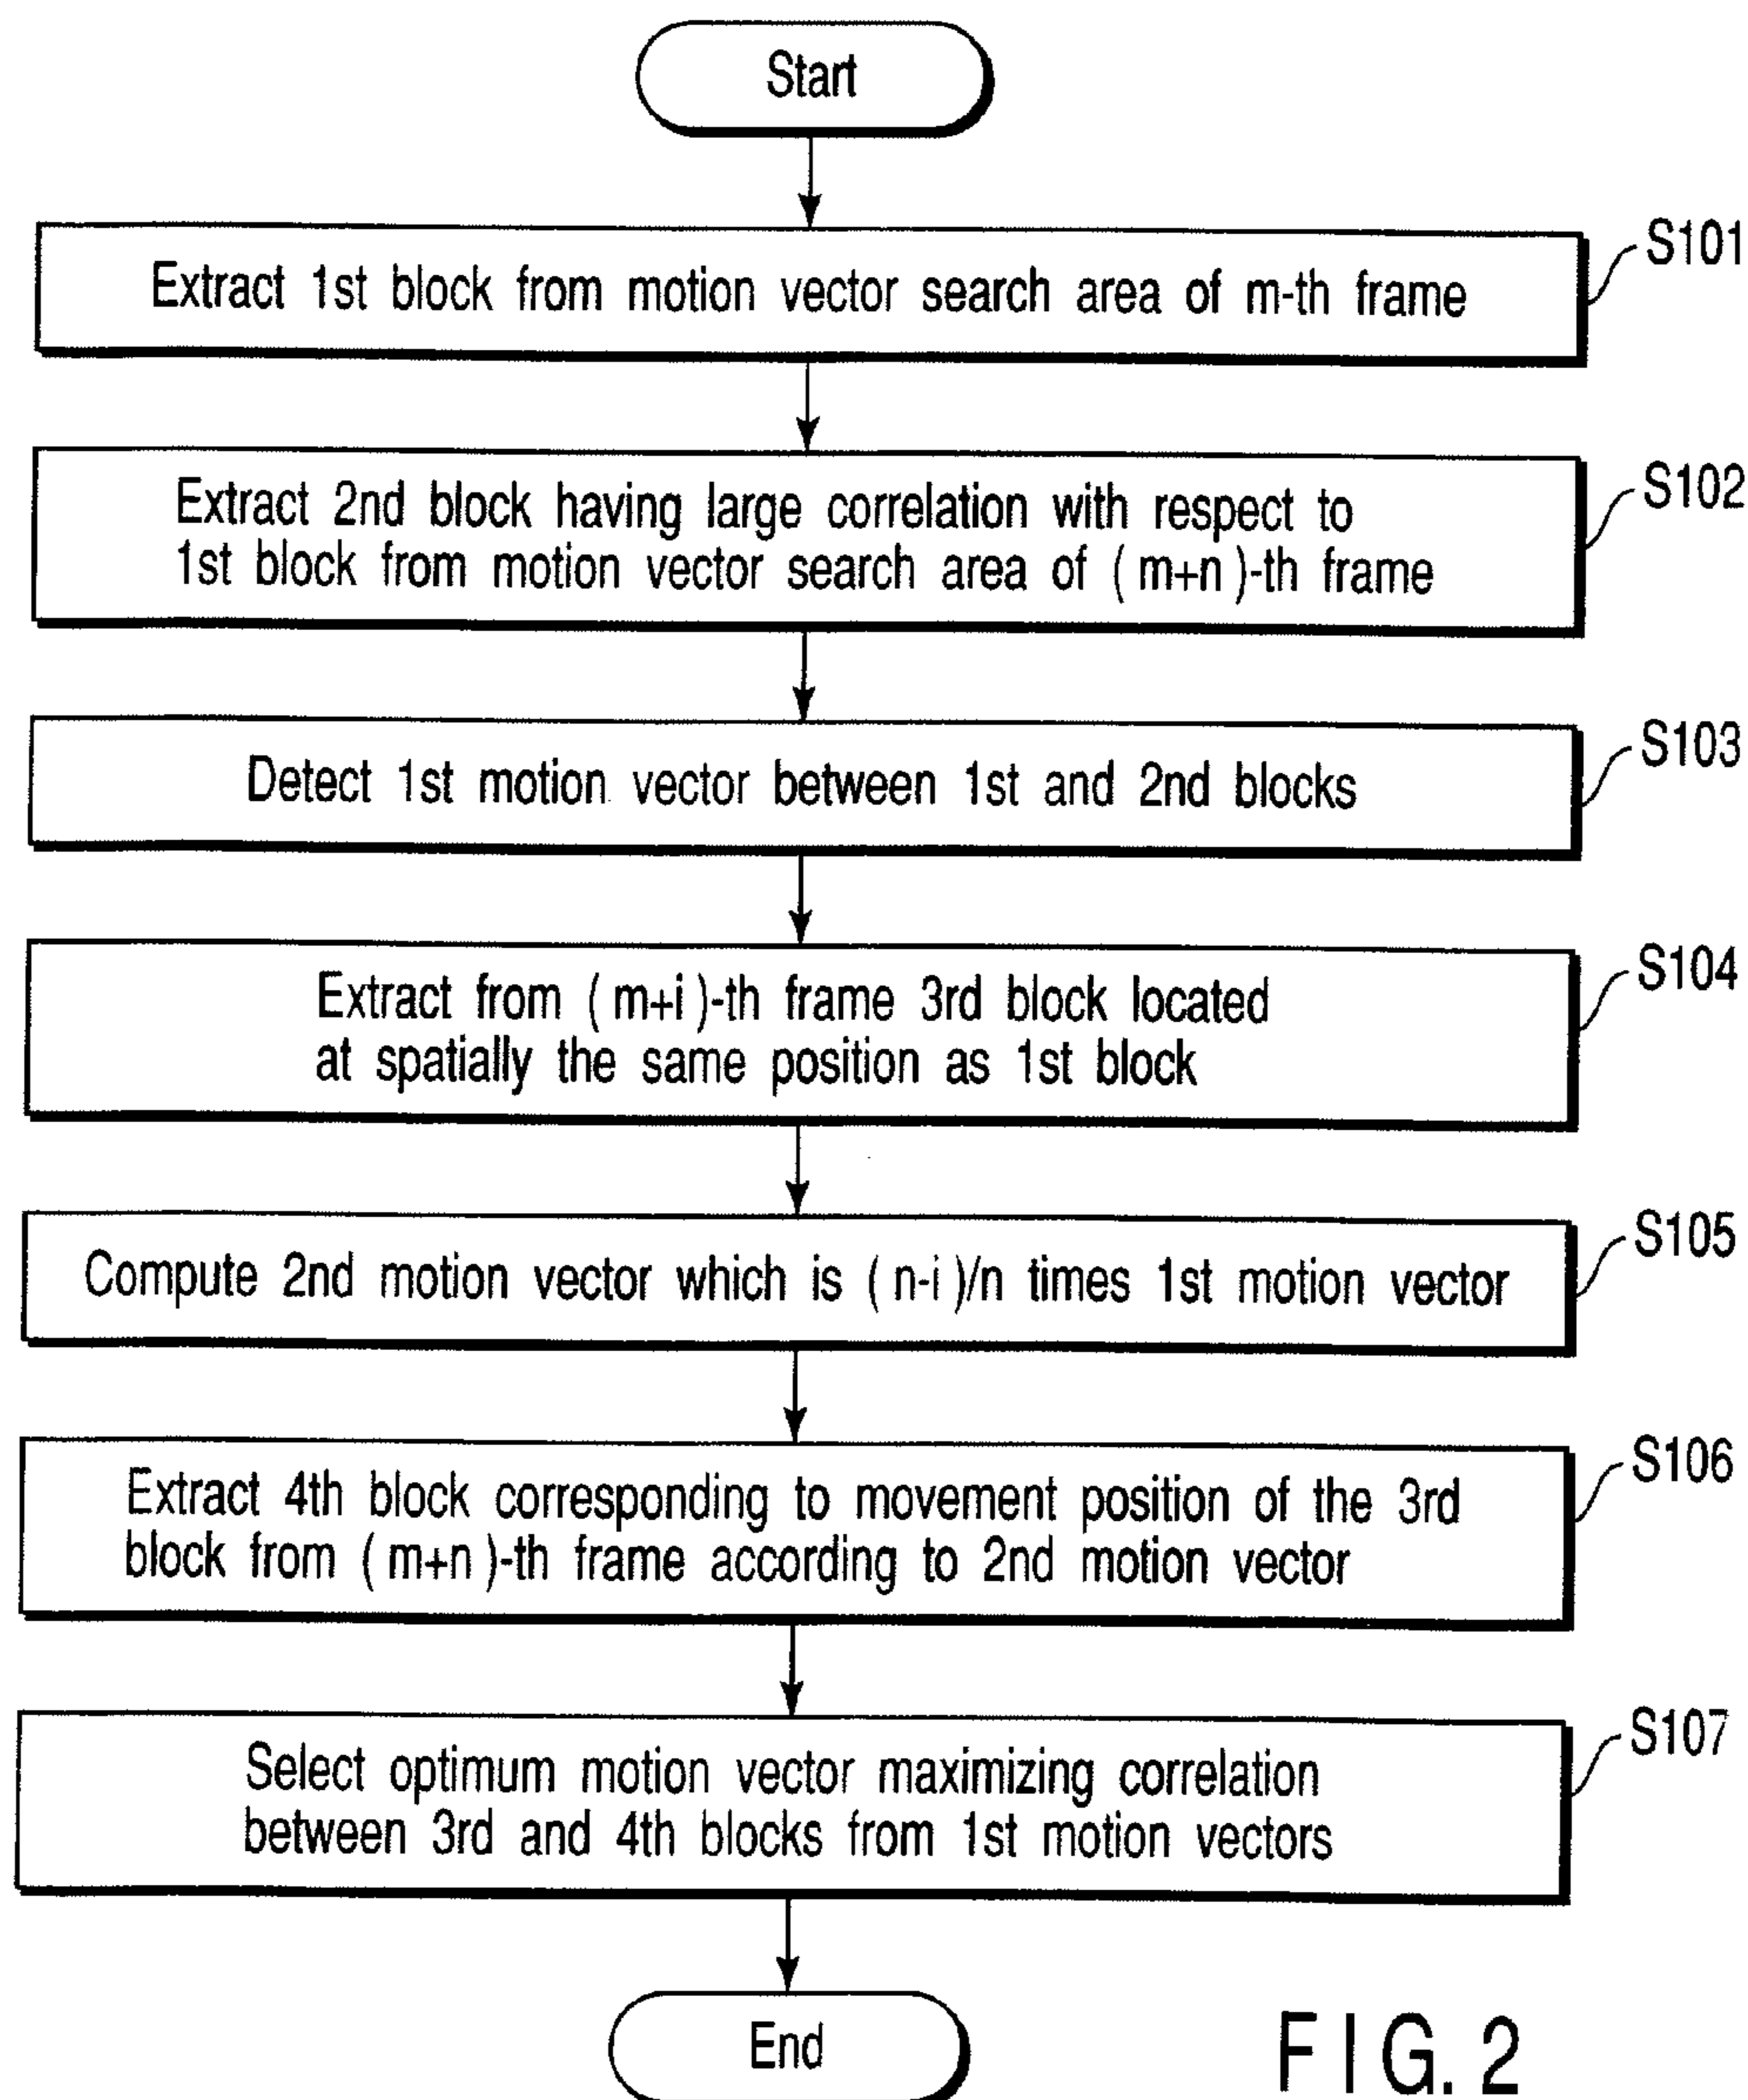 Start
Extract 1st block from motion vector search area of m-th frame
S101
Extract 2nd block having large correlation with respect to
1st block from motion vector search area of (m+n)-th frame
S102
Detect 1st motion vector between 1st and 2nd blocks
S103
Extract from (m+i)-th frame 3rd block located
at spatially the same position as 1st block
S104
Compute 2nd motion vector which is (n-i)/n times 1st motion vector
S105
Extract 4th block corresponding to movement position of the 3rd
block from (m+n)-th frame according to 2nd motion vector
S106
Select optimum motion vector maximizing correlation
between 3rd and 4th blocks from 1st motion vectors
S107
End
FIG. 2